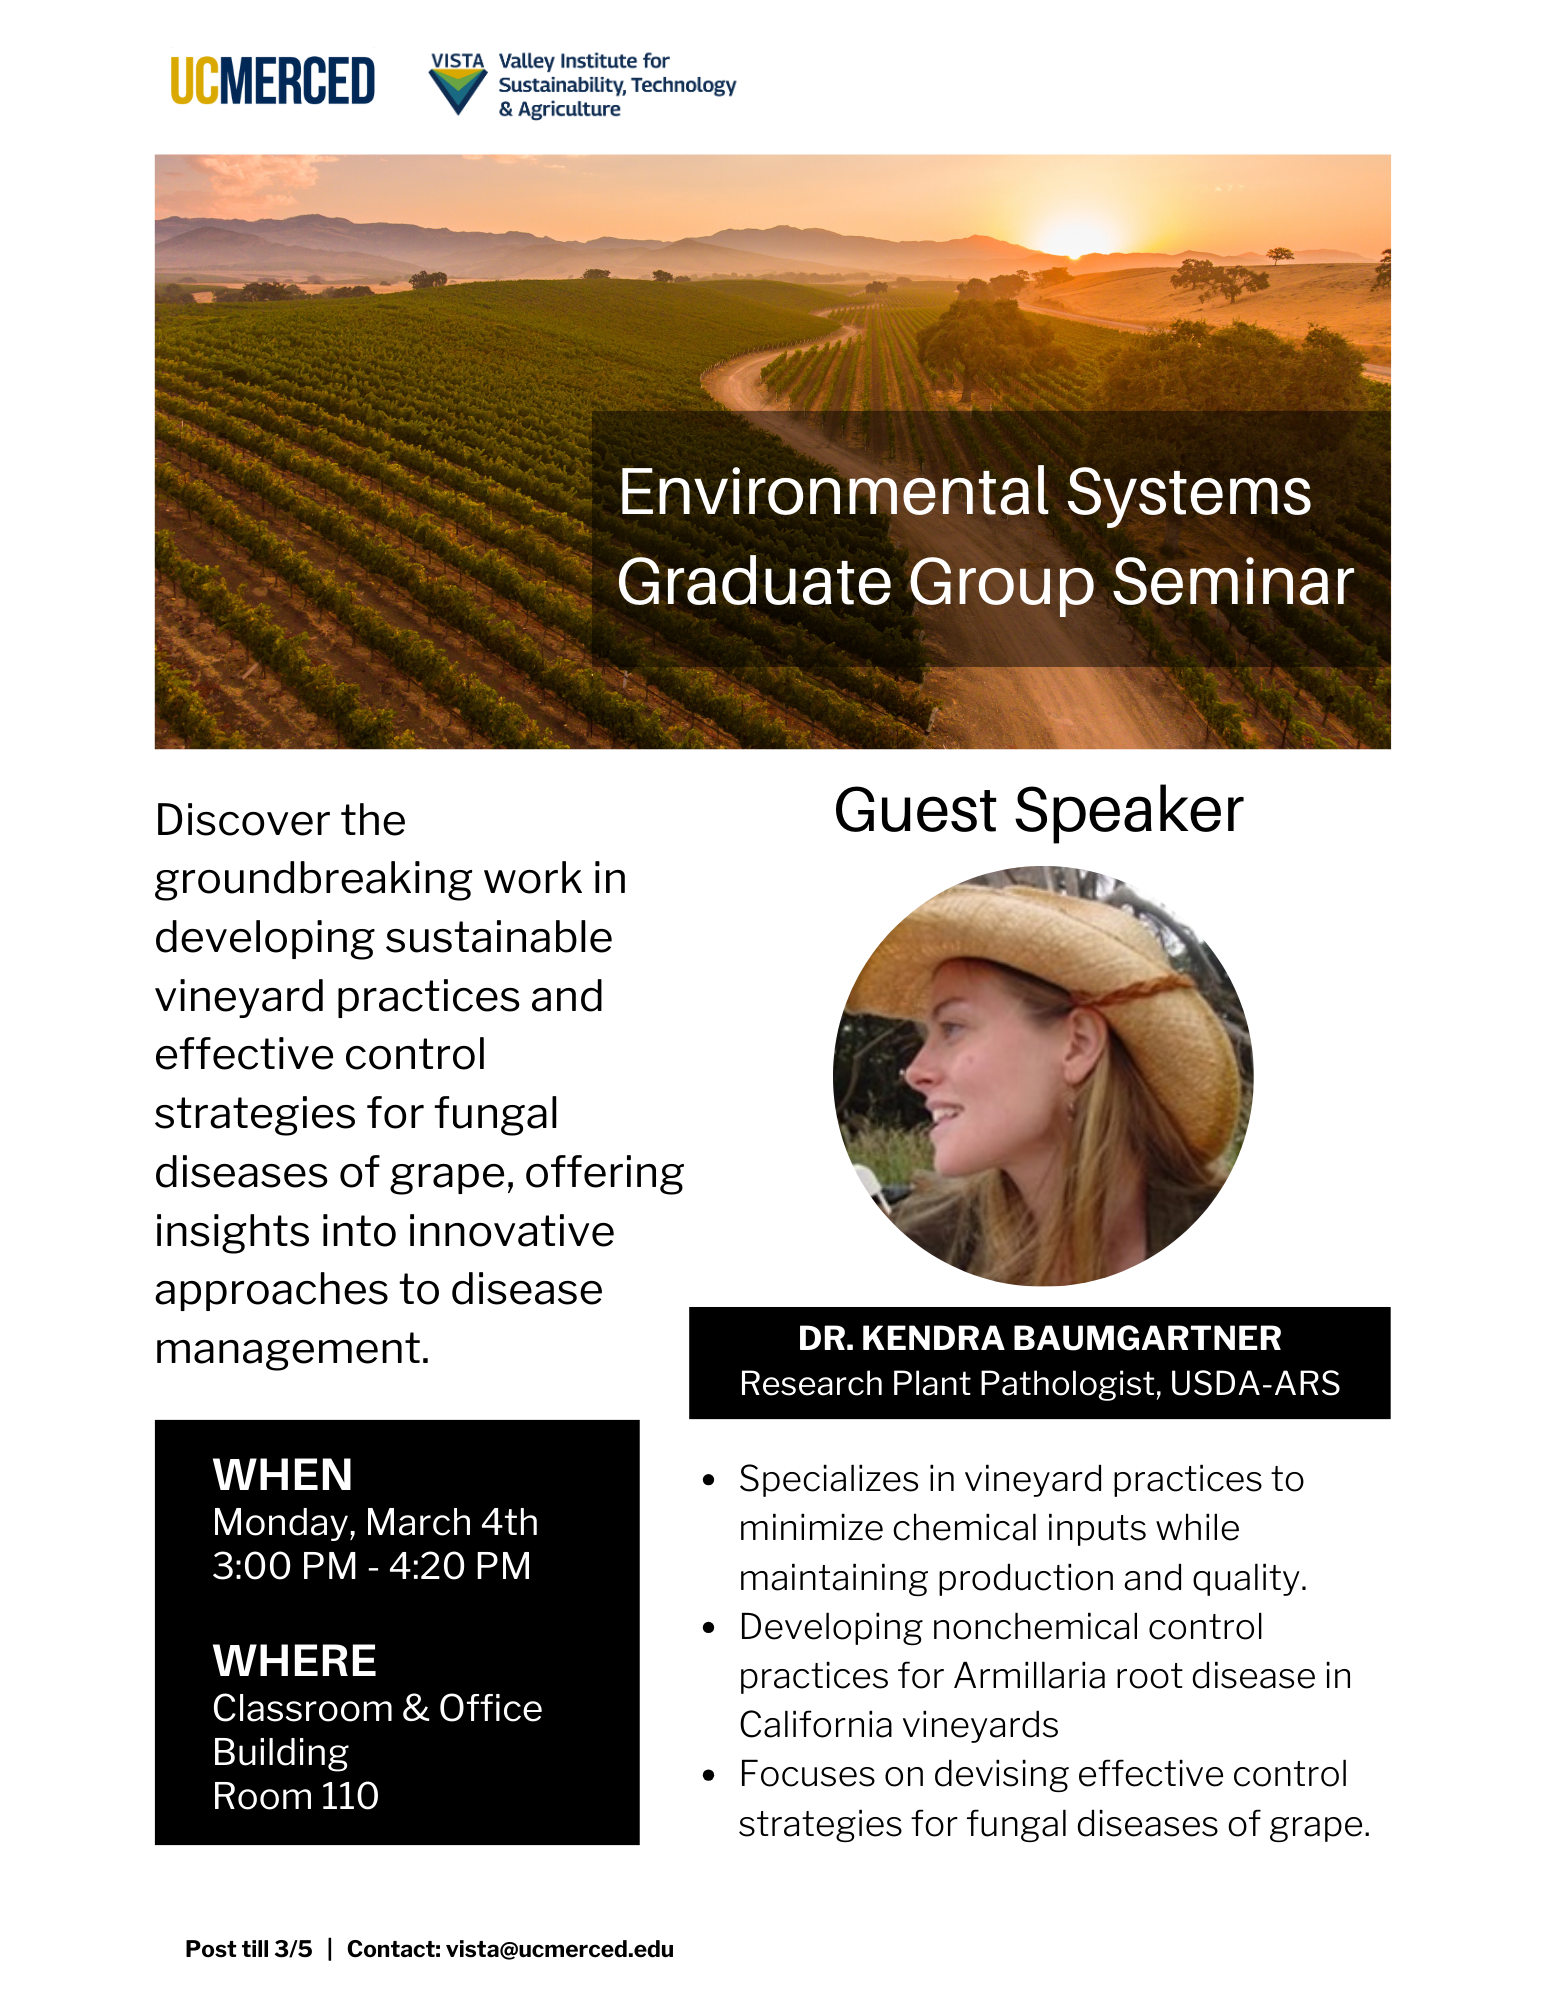 UCMERCED
VISTA
Valley Institute for
Sustainability, Technology
& Agriculture
Environmental Systems
Graduate Group Seminar
Discover the
groundbreaking work in
developing sustainable
vineyard practices and
effective control
strategies for fungal
diseases of grape, offering
insights into innovative
approaches to disease
management.
Guest Speaker
DR. KENDRA BAUMGARTNER
Research Plant Pathologist, USDA-ARS
WHEN
Monday, March 4th
3:00 PM - 4:20 PM
WHERE
Classroom & Office
Building
Room 110
• Specializes in vineyard practices to
minimize chemical inputs while
maintaining production and quality.
• Developing nonchemical control
practices for Armillaria root disease in
California vineyards
• Focuses on devising effective control
strategies for fungal diseases of grape.
Post till 3/5 | Contact: vista@ucmerced.edu